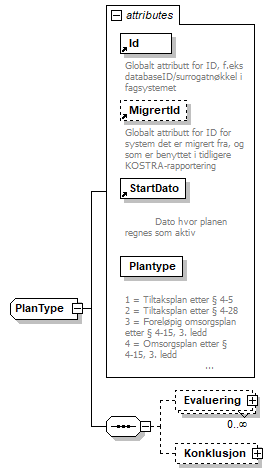 attributes
Id
Globalt attributt for ID, f.eks
databaseID/surrogatnøkkel i
fagsystemet
MigrertId
Globalt attributt for ID for
system det er migrert fra, og
som er benyttet i tidligere
KOSTRA-rapportering
StartDato
Dato hvor planen
regnes som aktiv
Plantype
1 = Tiltaksplan etter § 4-5
2 = Tiltaksplan etter § 4-28
3 = Foreløpig omsorgsplan
etter § 4-15, 3. ledd
4 = Omsorgsplan etter §
4-15, 3. ledd
...
PlanType
Evaluering
0..∞
Konklusjon